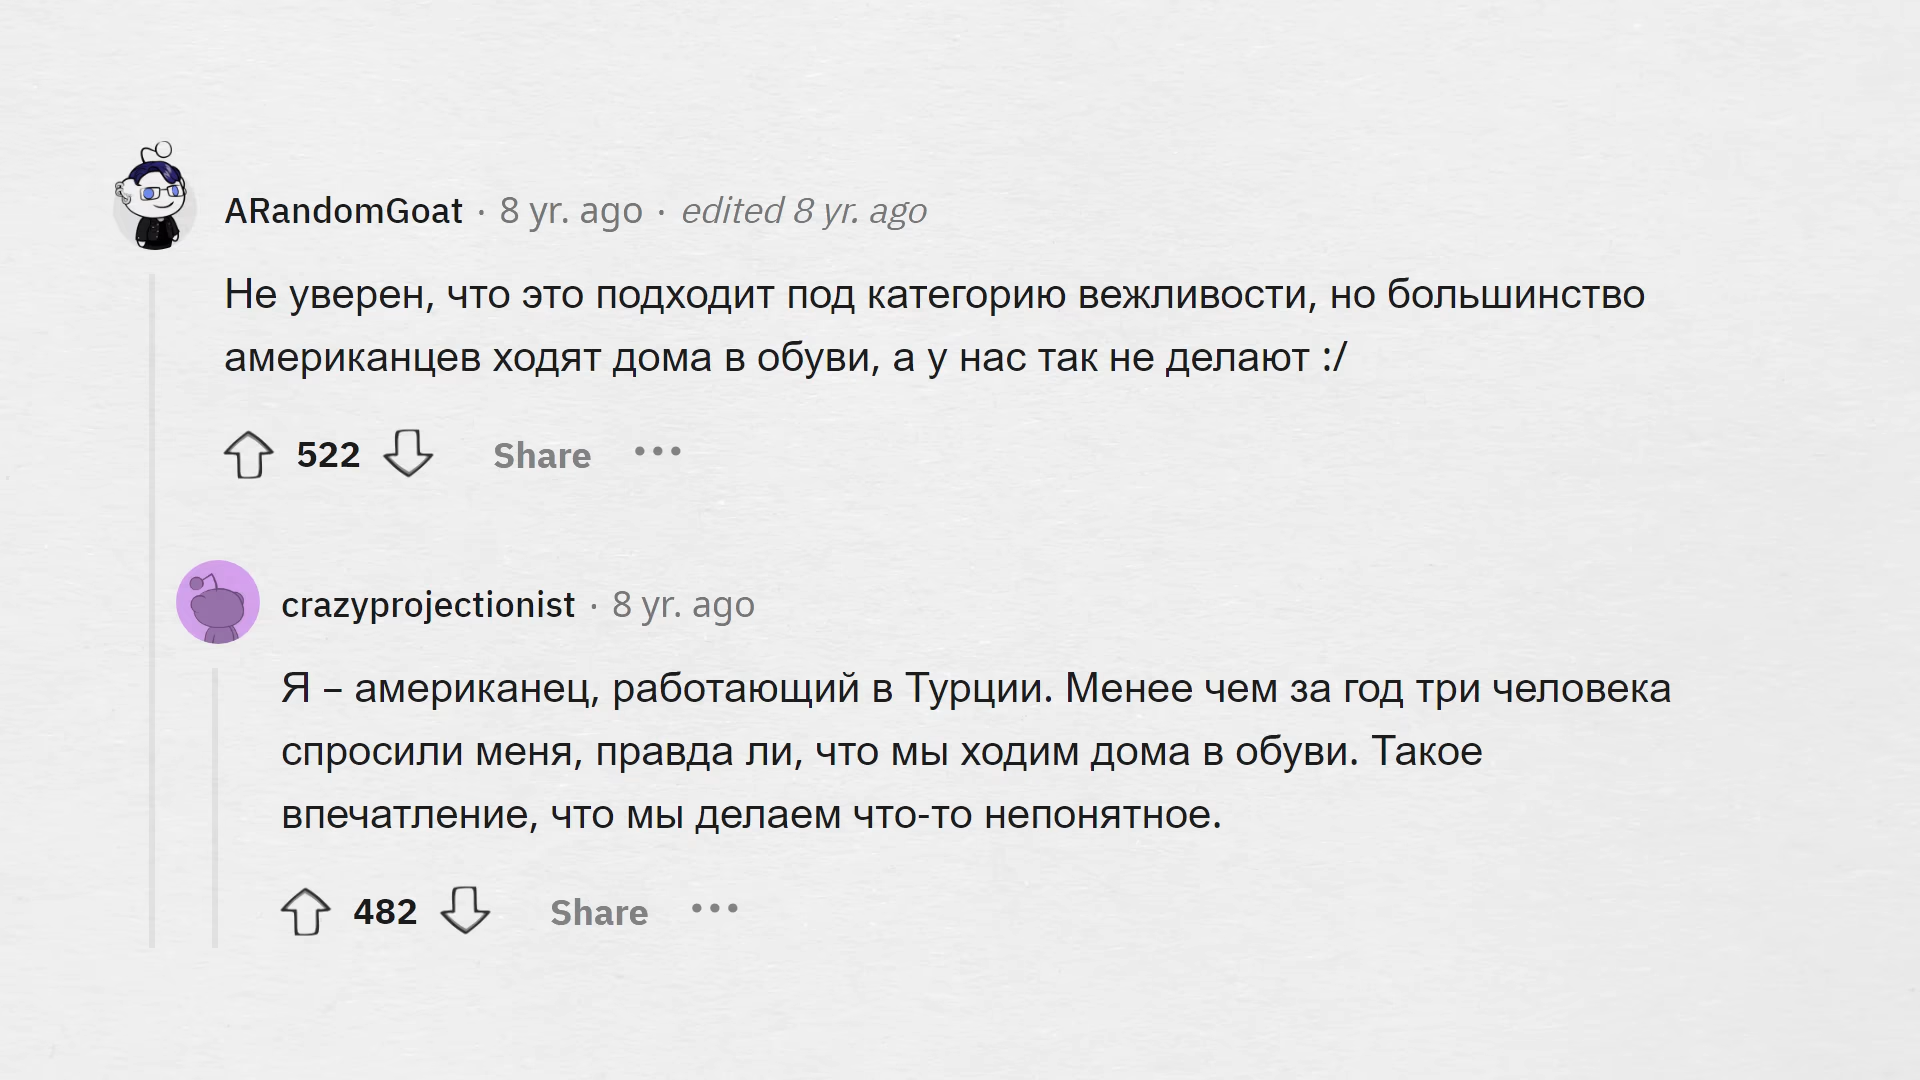 ARandomGoat · 8 yr. ago · edited 8 yr. ago
Не уверен, что это подходит под категорию вежливости, но большинство
американцев ходят дома в обуви, а у нас так не делают :/
522 Share •••
crazyprojectionist · 8 yr. ago
Я – американец, работающий в Турции. Менее чем за год три человека
спросили меня, правда ли, что мы ходим дома в обуви. Такое
впечатление, что мы делаем что-то непонятное.
482 Share •••